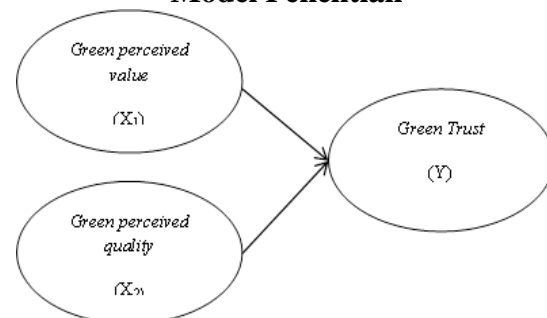 Model Penelitian
Green perceived
value
(X1)
Green Trust
(Y)
Green perceived
quality
(X2)